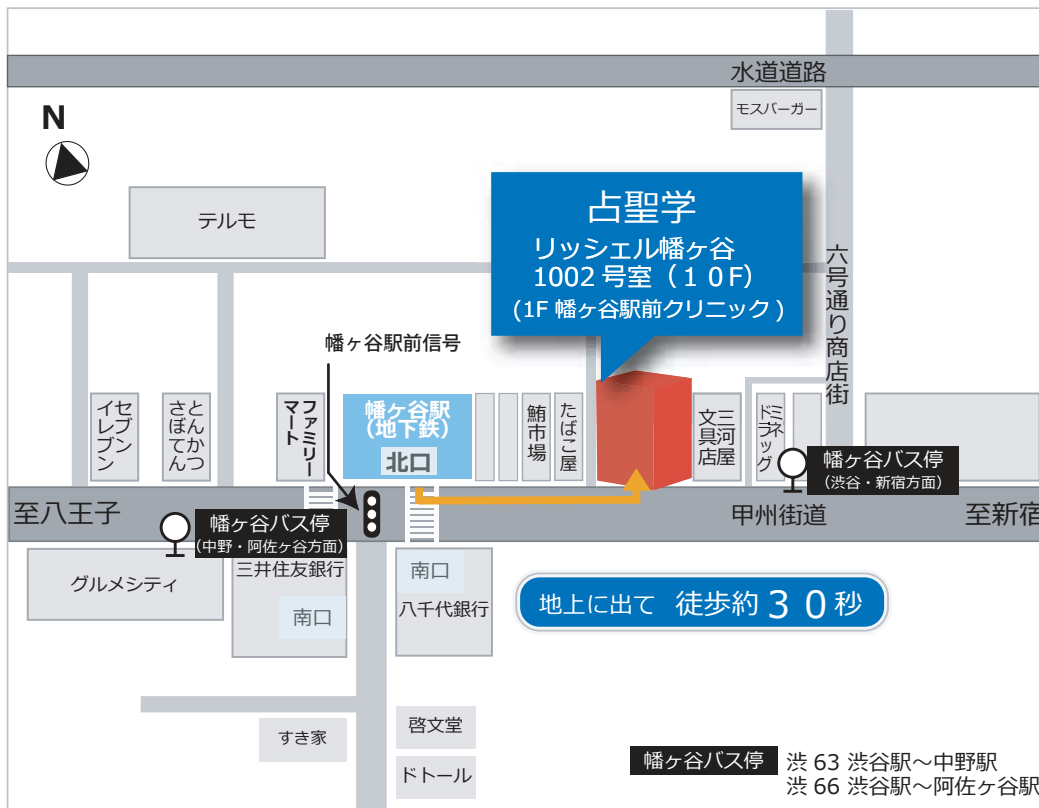 水道道路
モスバーガー
N
占聖学
リッシェル幡ヶ谷
1002 号室（１０F）
(1F 幡ヶ谷駅前クリニック )
テルモ
六号通り商店街
幡ヶ谷駅前信号
セブン
イレブン
とんかつ
さぼてん
ファミリー
マート
幡ヶ谷駅
（地下鉄）
北口
鮪市場
たばこ屋
三河屋
文具店
ミネ
ドラッグ
幡ヶ谷バス停
（渋谷・新宿方面）
至八王子
幡ヶ谷バス停
（中野・阿佐ヶ谷方面）
甲州街道
至新宿
グルメシティ
三井住友銀行
南口
南口
八千代銀行
地上に出て 徒歩約３０秒
すき家
啓文堂
ドトール
幡ヶ谷バス停
渋 63 渋谷駅～中野駅
渋 66 渋谷駅～阿佐ヶ谷駅